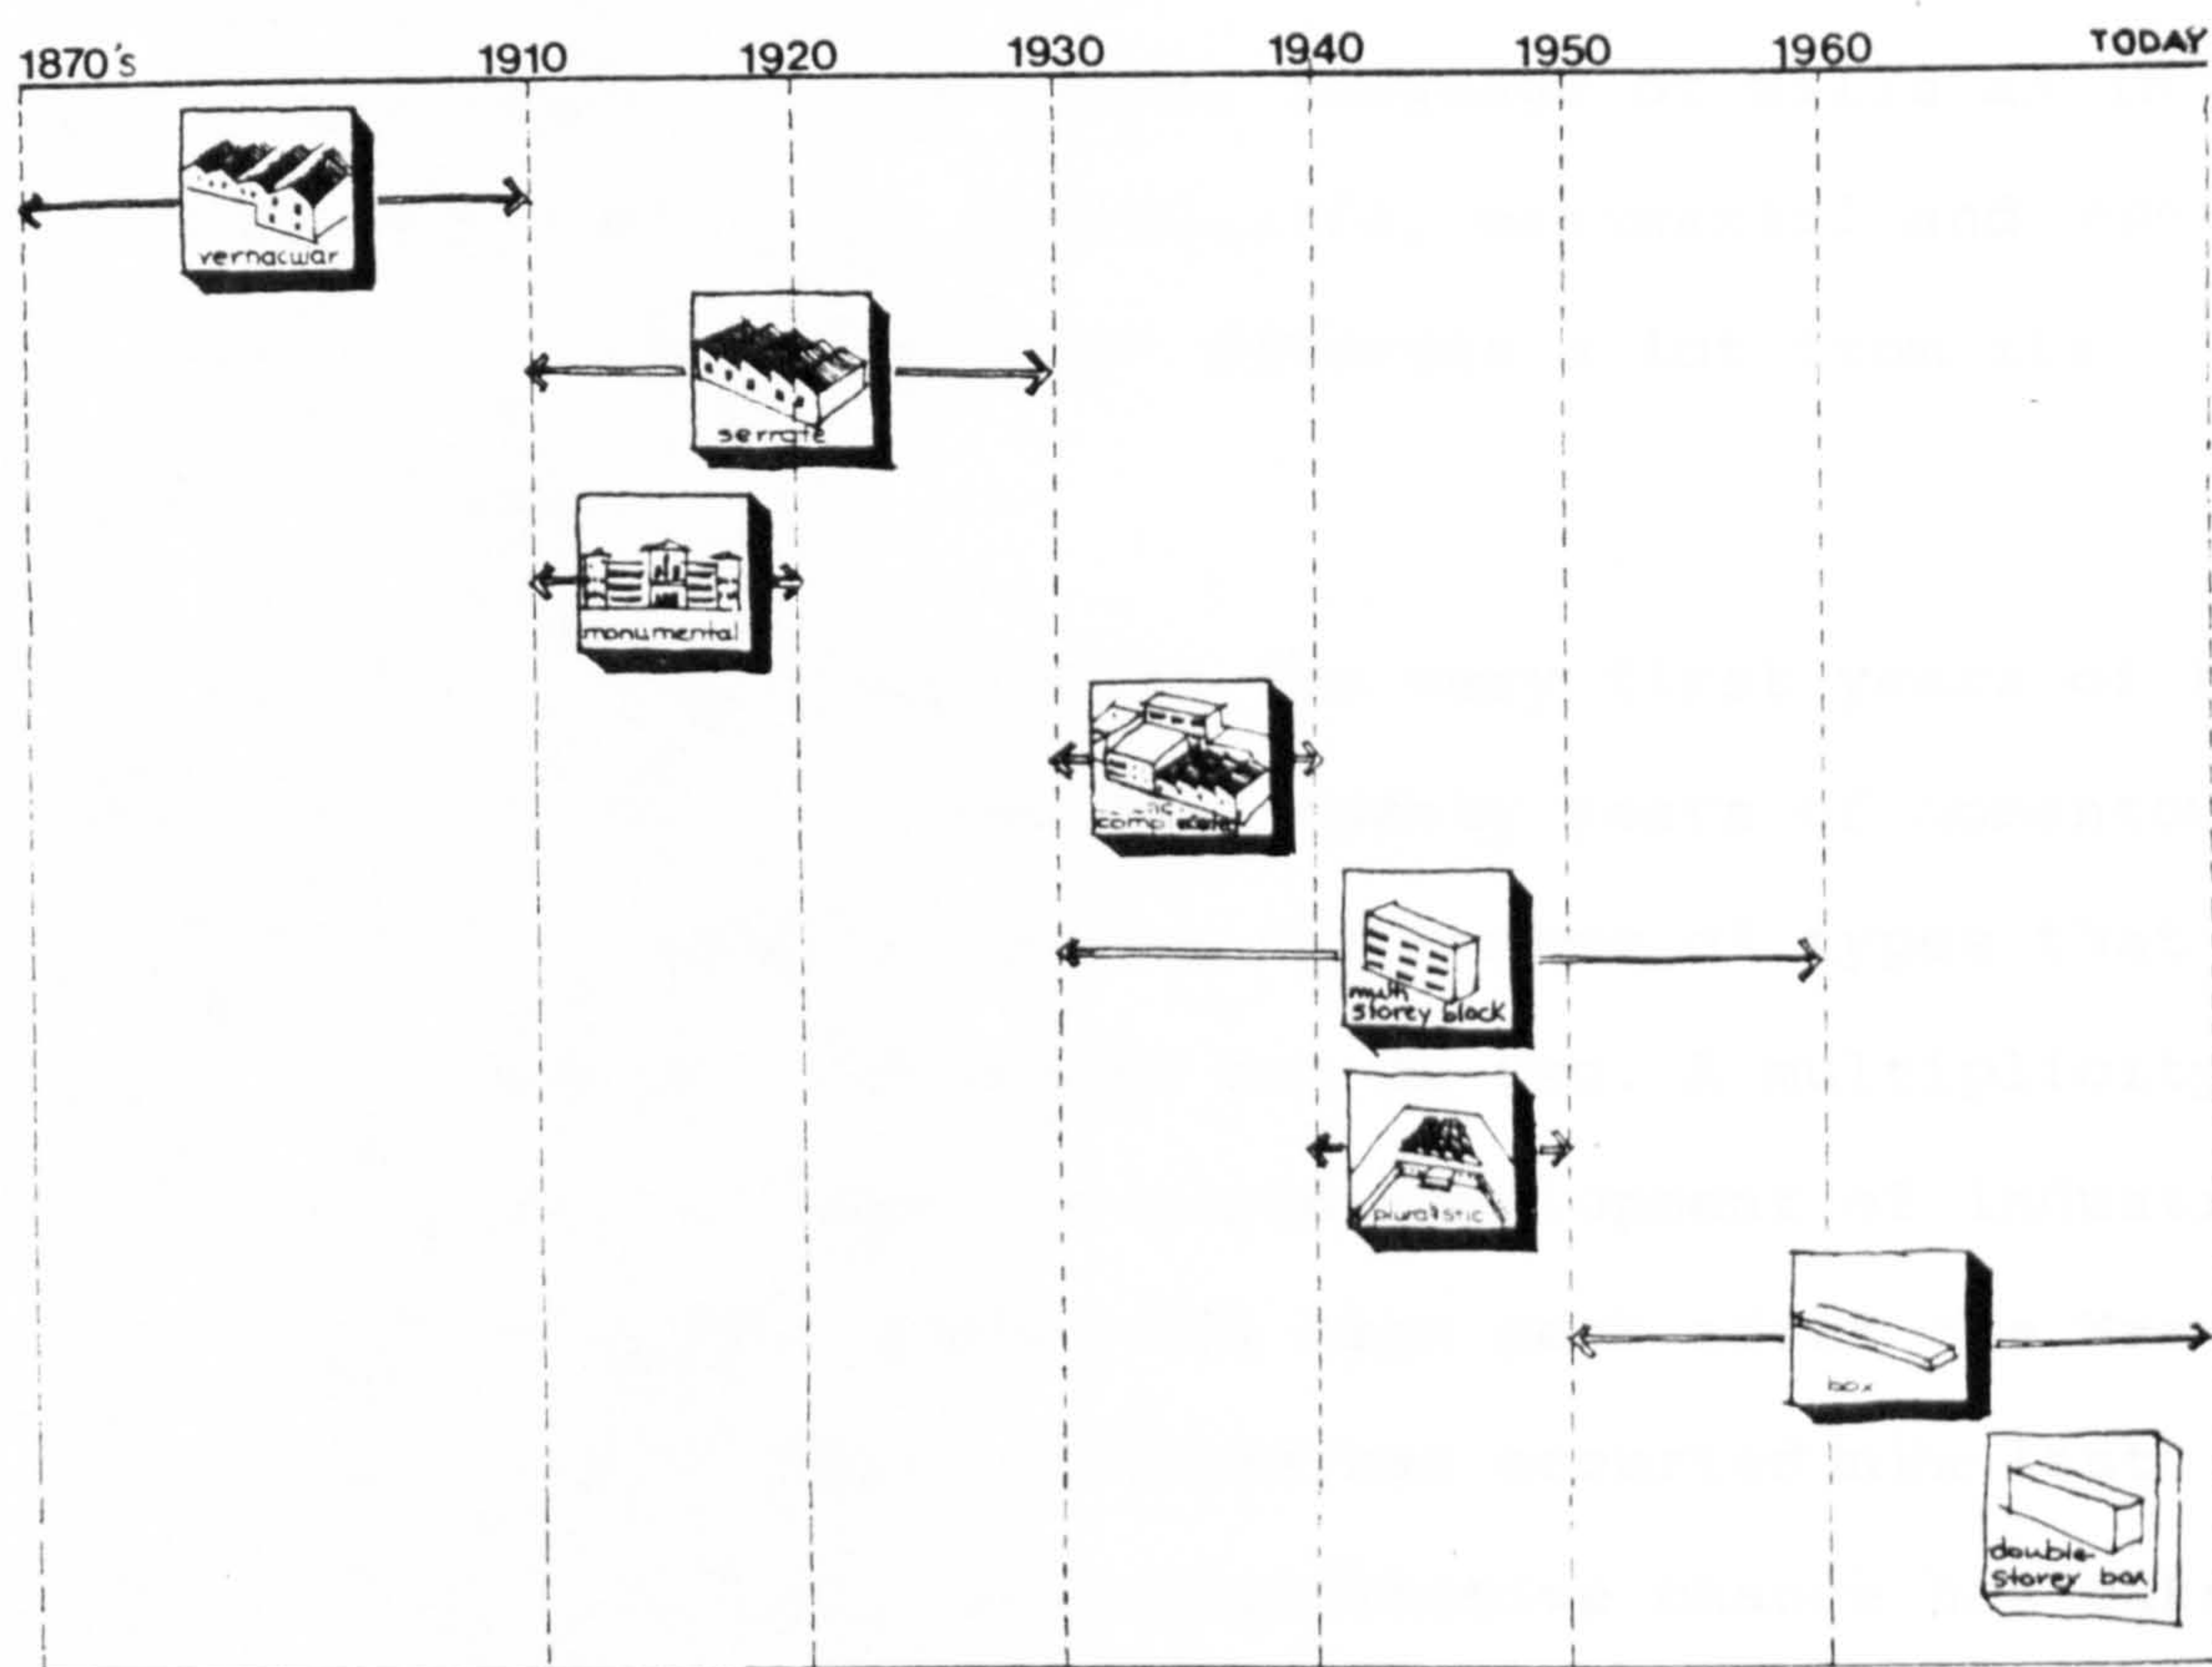 1870's 1910 1920 1930 1940 1950 1960 TODAY
vernacular
serrate
monumental
comp
multi
storey block
pluralistic
box
double
storey box